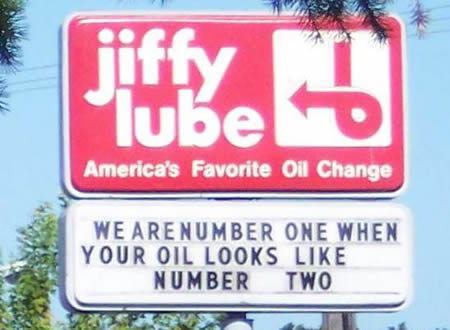 jiffy
lube
America's Favorite Oil Change
WE ARENUMBER ONE WHEN
YOUR OIL LOOKS LIKE
NUMBER TWO